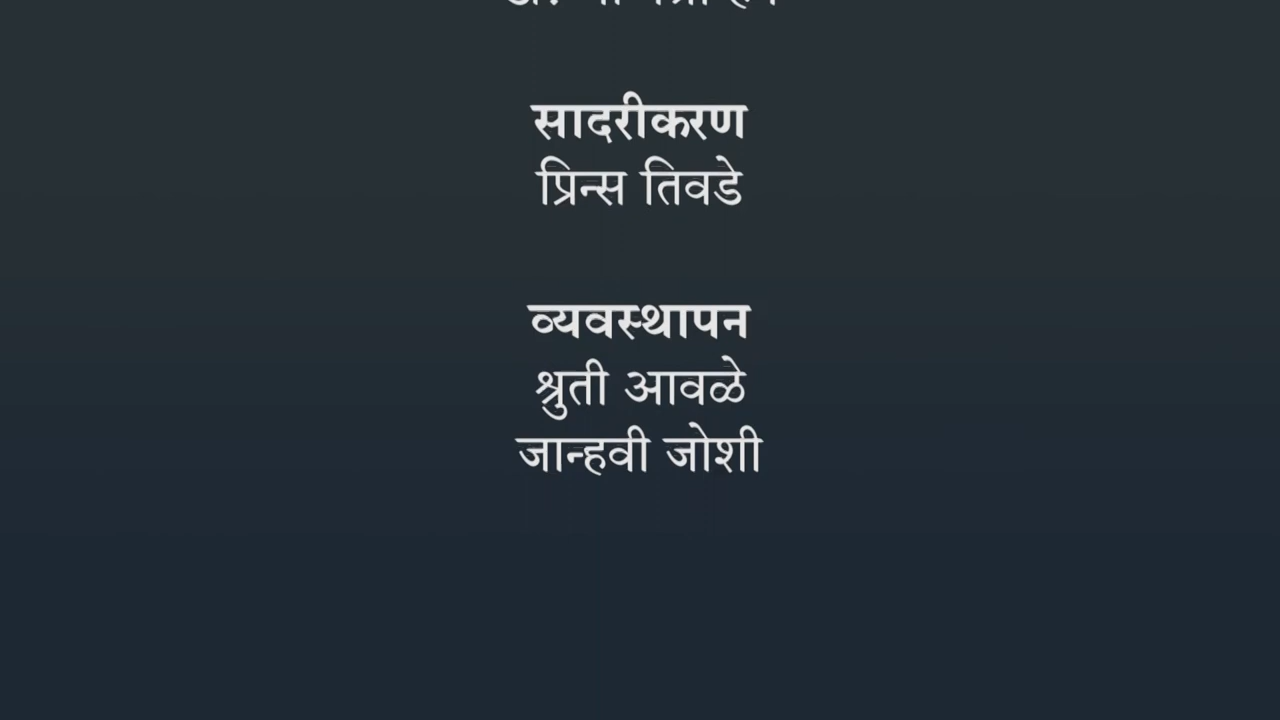 सादरीकरण
प्रिन्स तिवडे
व्यवस्थापन
श्रुती आवळे
जान्हवी जोशी